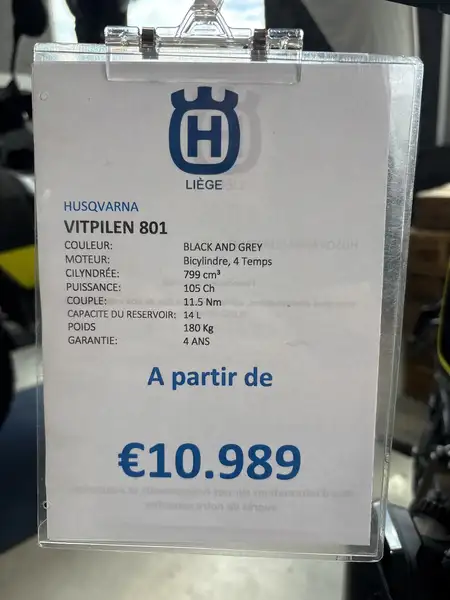 H
LIÈGE
HUSQVARNA
VITPILEN 801
COULEUR: BLACK AND GREY
MOTEUR: Bicylindre, 4 Temps
CILYNDRÉE: 799 cm³
PUISSANCE: 105 Ch
COUPLE: 11.5 Nm
CAPACITE DU RESERVOIR: 14 L
POIDS 180 Kg
GARANTIE: 4 ANS
A partir de
€10.989